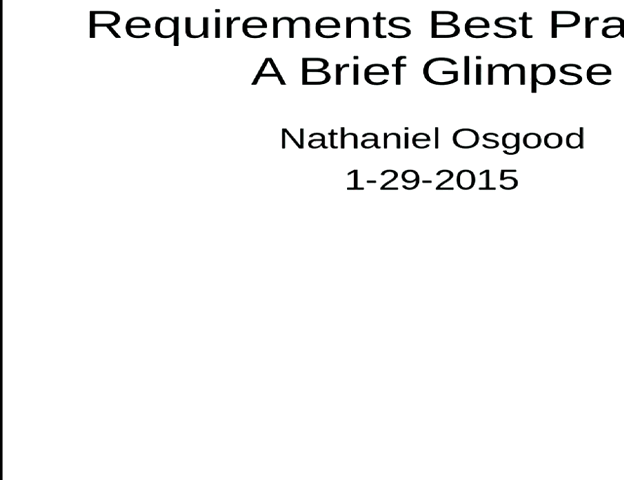 Requirements Best Pra
A Brief Glimpse
Nathaniel Osgood
1-29-2015